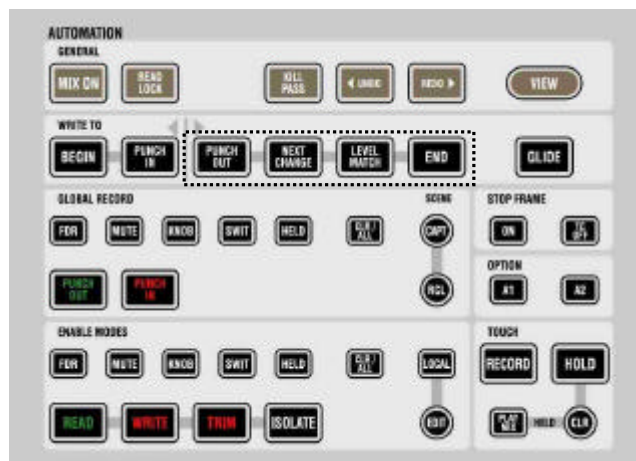 AUTOMATION
GENERAL
MIX ON READ LOCK KILL PASS ◄ UNDO REDO ► VIEW
WRITE TO
BEGIN PUNCH IN PUNCH OUT NEXT CHANGE LEVEL MATCH END GLIDE
GLOBAL RECORD SCENE STOP FRAME
FDR MUTE KNOB SWIT HELD CLR/ ALL CAPT ON TC OFF
OPTION
PUNCH OUT PUNCH IN RCL A1 A2
ENABLE MODES TOUCH
FDR MUTE KNOB SWIT HELD CLR/ ALL LOCAL RECORD HOLD
READ WRITE TRIM ISOLATE EDIT HELD CLR